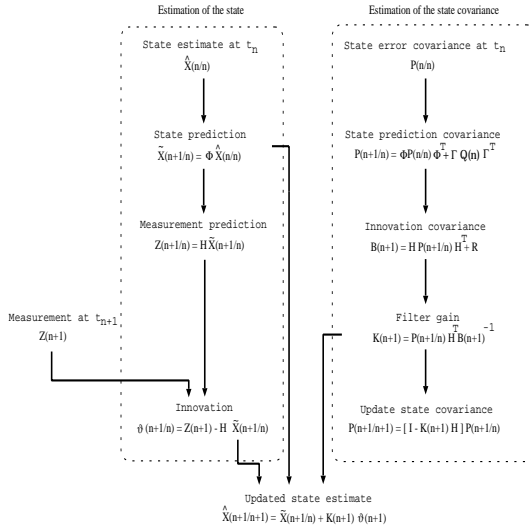 Estimation of the state
State estimate at t_n
X̂(n/n)
State prediction
X̃(n+1/n) = Φ X̂(n/n)
Measurement prediction
Z(n+1/n) = H X̃(n+1/n)
Measurement at t_{n+1}
Z(n+1)
Innovation
ϑ(n+1/n) = Z(n+1) - H X̃(n+1/n)
Estimation of the state covariance
State error covariance at t_n
P(n/n)
State prediction covariance
P(n+1/n) = ΦP(n/n) Φ^T + Γ Q(n) Γ^T
Innovation covariance
B(n+1) = H P(n+1/n) H^T + R
Filter gain
K(n+1) = P(n+1/n) H^T B(n+1)^{-1}
Update state covariance
P(n+1/n+1) = [ I - K(n+1) H ] P(n+1/n)
Updated state estimate
X̂(n+1/n+1) = X̃(n+1/n) + K(n+1) ϑ(n+1)